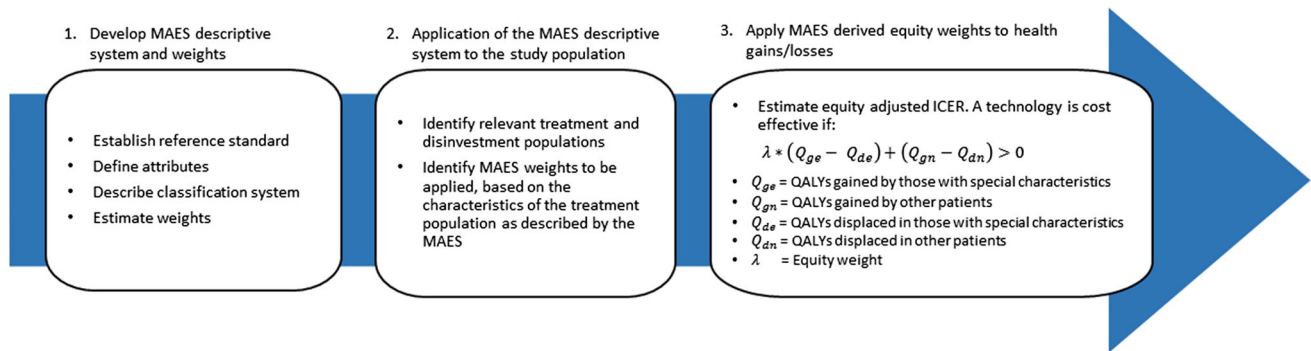 1. Develop MAES descriptive
system and weights
• Establish reference standard
• Define attributes
• Describe classification system
• Estimate weights
2. Application of the MAES descriptive
system to the study population
• Identify relevant treatment and
disinvestment populations
• Identify MAES weights to be
applied, based on the
characteristics of the treatment
population as described by the
MAES
3. Apply MAES derived equity weights to health
gains/losses
• Estimate equity adjusted ICER. A technology is cost
effective if:
λ * (Q_ge − Q_de) + (Q_gn − Q_dn) > 0
• Q_ge = QALYs gained by those with special characteristics
• Q_gn = QALYs gained by other patients
• Q_de = QALYs displaced in those with special characteristics
• Q_dn = QALYs displaced in other patients
• λ = Equity weight